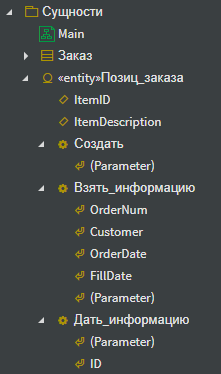 Сущности
Main
Заказ
«entity»Позиц_заказа
ItemID
ItemDescription
Создать
(Parameter)
Взять_информацию
OrderNum
Customer
OrderDate
FillDate
(Parameter)
Дать_информацию
(Parameter)
ID